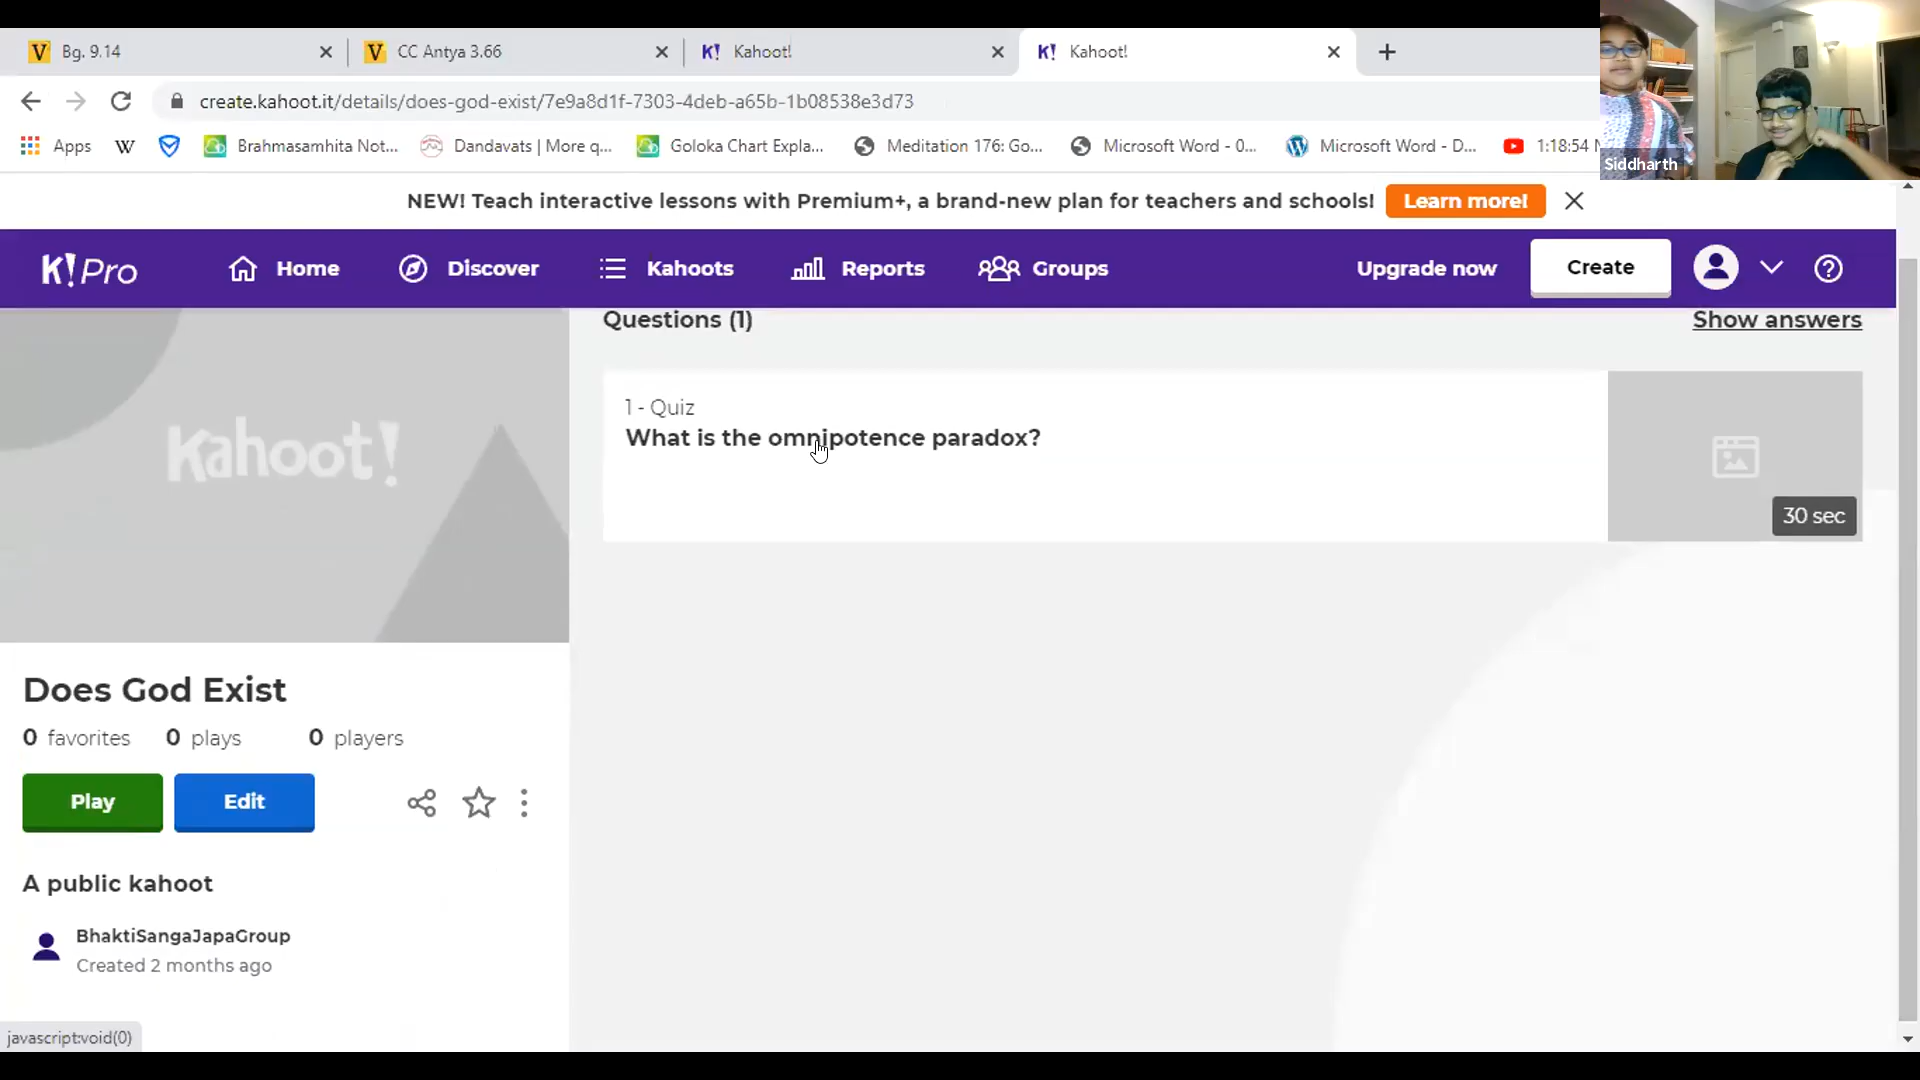 Bg. 9.14
CC Antya 3.66
K! Kahoot!
K! Kahoot!
create.kahoot.it/details/does-god-exist/7e9a8d1f-7303-4deb-a65b-1b08538e3d73
Apps
W
Brahmasamhita Not...
Dandavats | More q...
Goloka Chart Expla...
Meditation 176: Go...
Microsoft Word - 0...
Microsoft Word - D...
1:18:54
Siddharth
NEW! Teach interactive lessons with Premium+, a brand-new plan for teachers and schools!
Learn more!
K! Pro
Home
Discover
Kahoots
Reports
Groups
Upgrade now
Create
Questions (1)
Show answers
1 - Quiz
What is the omnipotence paradox?
30 sec
Kahoot!
Does God Exist
0 favorites
0 plays
0 players
Play
Edit
A public kahoot
BhaktiSangaJapaGroup
Created 2 months ago
javascript:void(0)